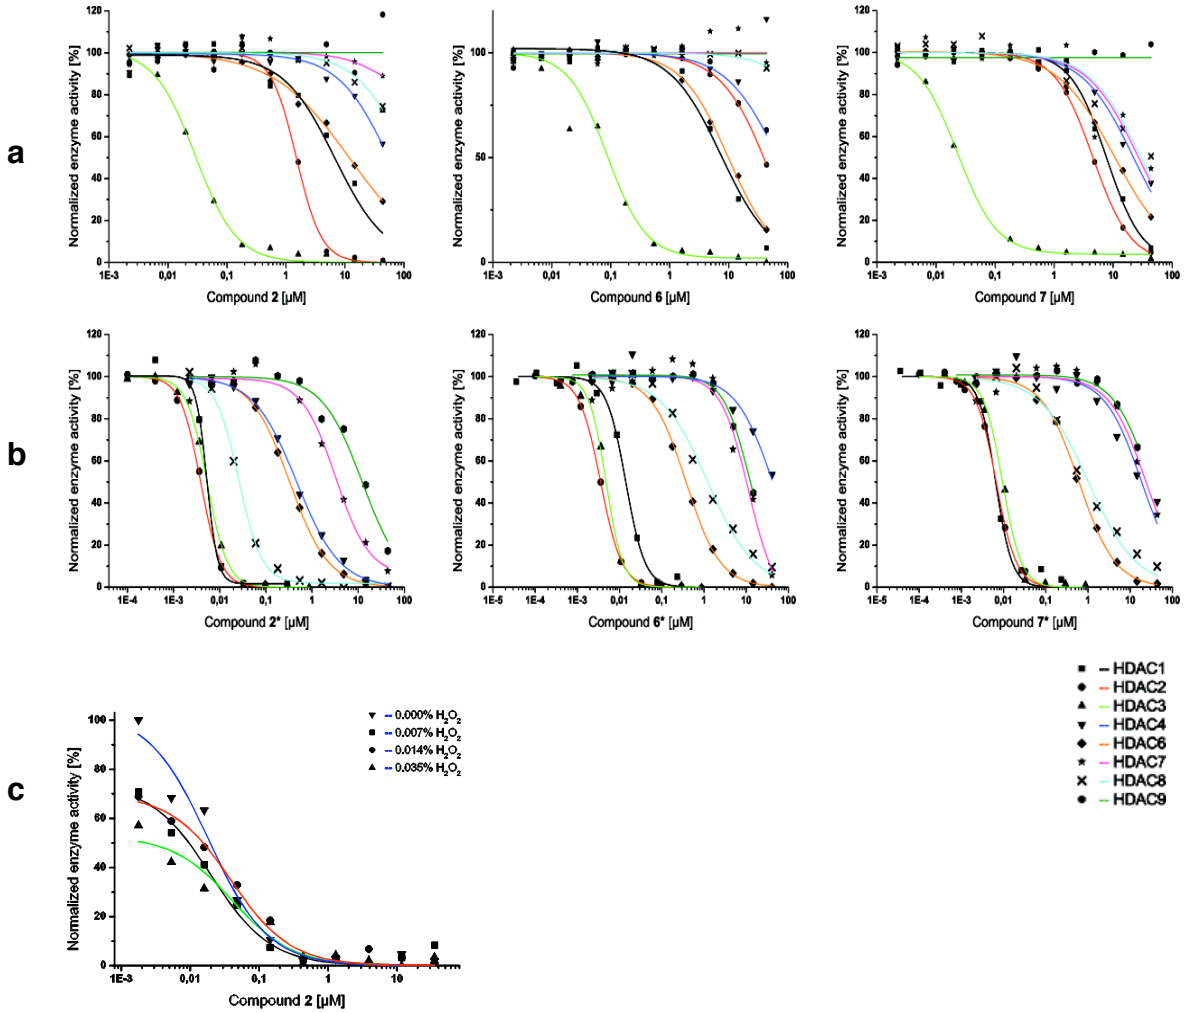 a
Normalized enzyme activity [%]
120
100
80
60
40
20
0
1E-3 0,01 0,1 1 10 100
Compound 2 [µM]
Normalized enzyme activity [%]
100
50
0
1E-3 0,01 0,1 1 10 100
Compound 6 [µM]
Normalized enzyme activity [%]
120
100
80
60
40
20
0
1E-3 0,01 0,1 1 10 100
Compound 7 [µM]
b
Normalized enzyme activity [%]
120
100
80
60
40
20
0
1E-4 1E-3 0,01 0,1 1 10 100
Compound 2* [µM]
Normalized enzyme activity [%]
120
100
80
60
40
20
0
1E-5 1E-4 1E-3 0,01 0,1 1 10 100
Compound 6* [µM]
Normalized enzyme activity [%]
120
100
80
60
40
20
0
1E-5 1E-4 1E-3 0,01 0,1 1 10 100
Compound 7* [µM]
HDAC1
HDAC2
HDAC3
HDAC4
HDAC6
HDAC7
HDAC8
HDAC9
c
Normalized enzyme activity [%]
100
80
60
40
20
0
1E-3 0,01 0,1 1 10
Compound 2 [µM]
0.000% H₂O₂
0.007% H₂O₂
0.014% H₂O₂
0.035% H₂O₂